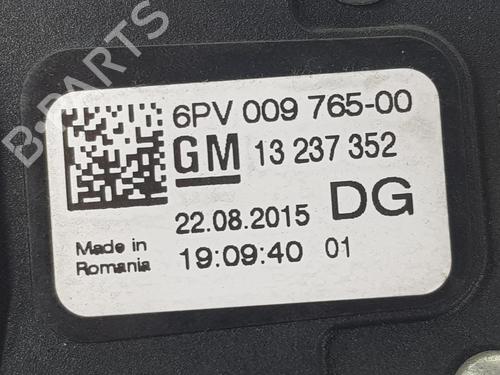 B-PARTS
6PV 009 765-00
GM 13 237 352
22.08.2015 DG
Made in
Romania
19:09:40 01